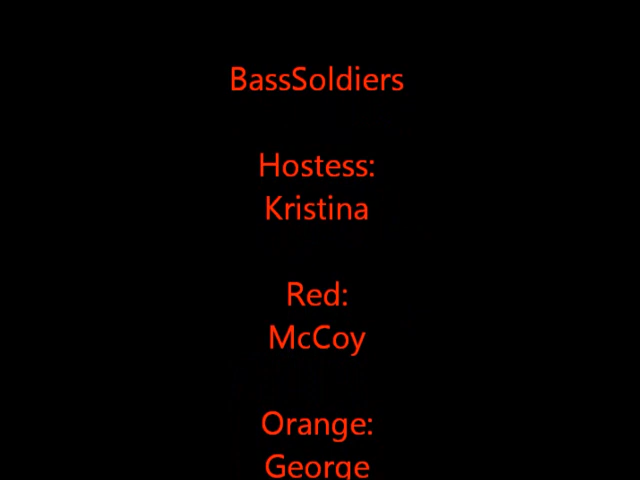 BassSoldiers
Hostess:
Kristina
Red:
McCoy
Orange:
George